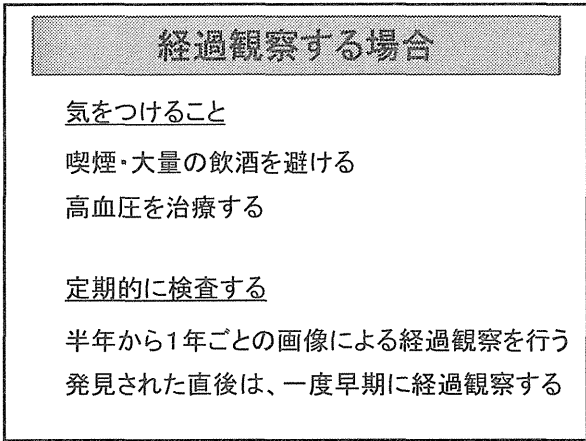 経過観察する場合
気をつけること
喫煙・大量の飲酒を避ける
高血圧を治療する
定期的に検査する
半年から1年ごとの画像による経過観察を行う
発見された直後は、一度早期に経過観察する